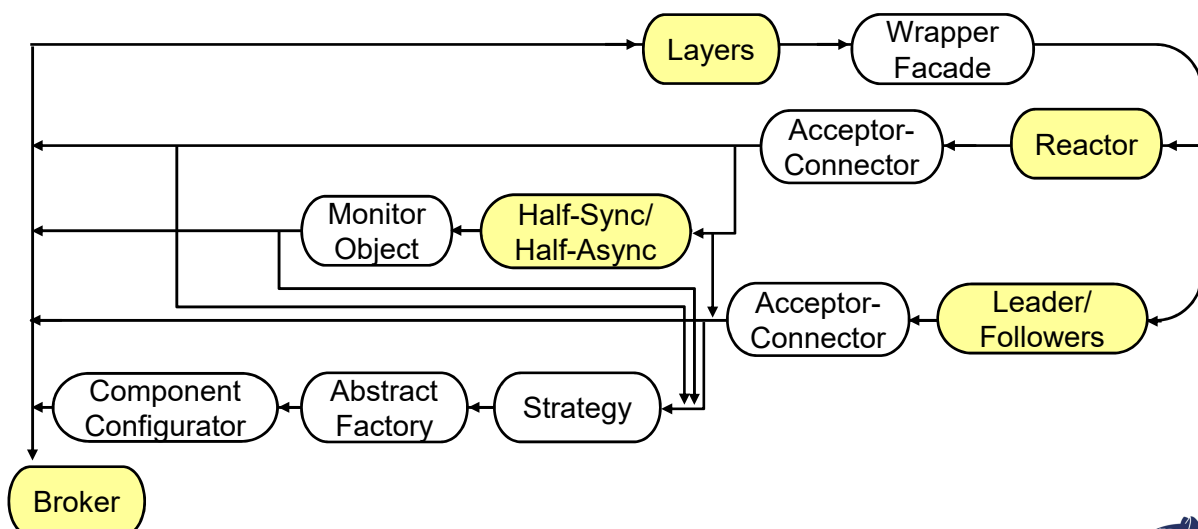 Layers
Wrapper
Facade
Acceptor-
Connector
Reactor
Monitor
Object
Half-Sync/
Half-Async
Acceptor-
Connector
Leader/
Followers
Component
Configurator
Abstract
Factory
Strategy
Broker